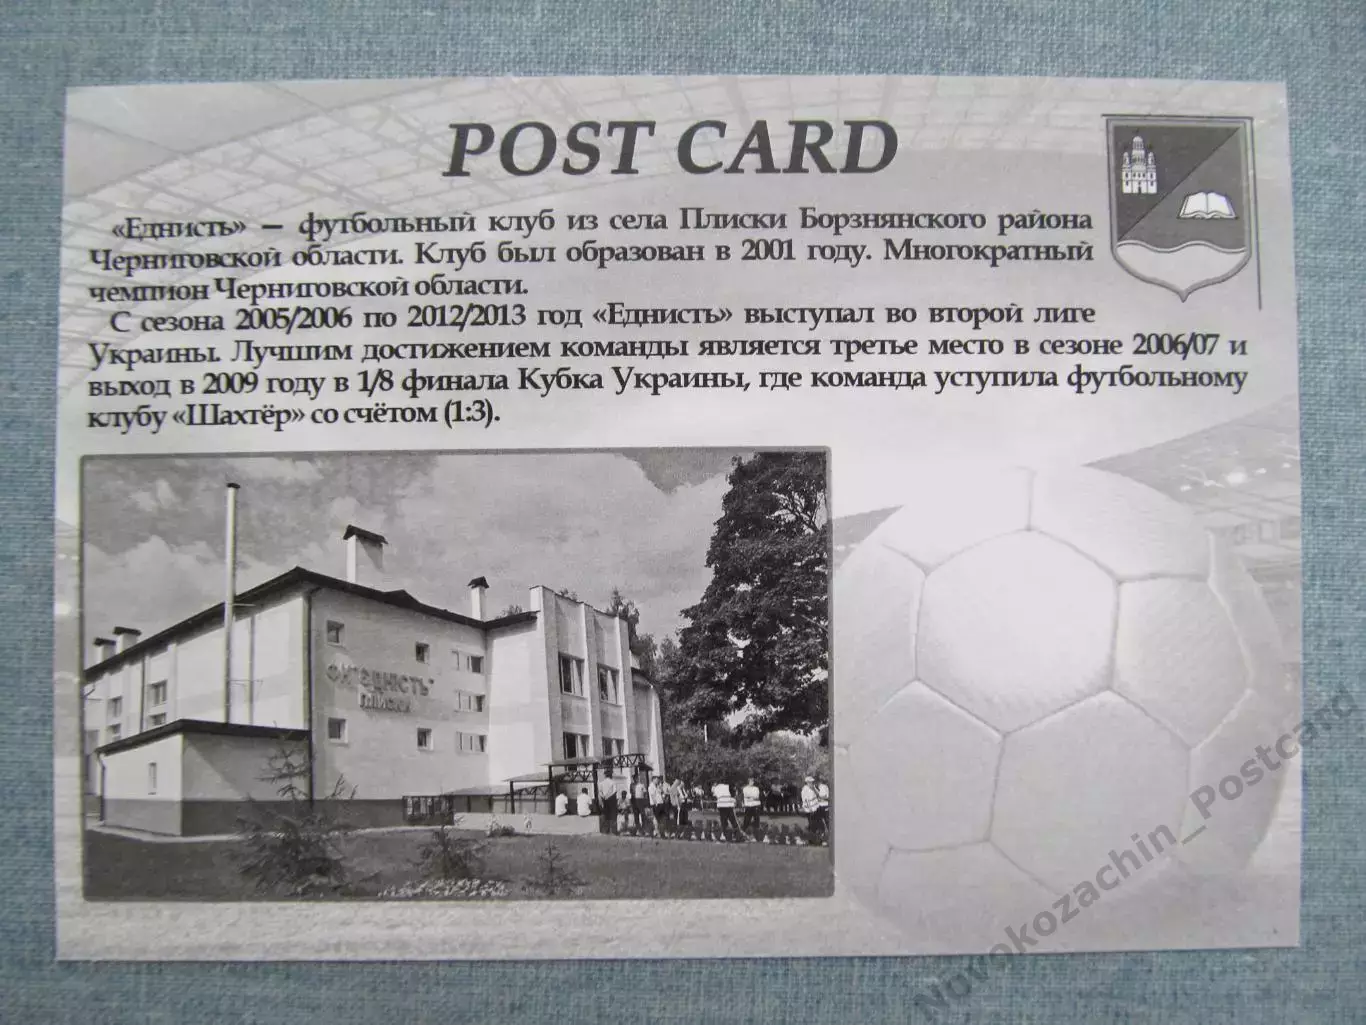 POST CARD
«Еднисть» — футбольный клуб из села Плиски Борзнянского района
Черниговской области. Клуб был образован в 2001 году. Многократный
чемпион Черниговской области.
С сезона 2005/2006 по 2012/2013 год «Еднисть» выступал во второй лиге
Украины. Лучшим достижением команды является третье место в сезоне 2006/07 и
выход в 2009 году в 1/8 финала Кубка Украины, где команда уступила футбольному
клубу «Шахтёр» со счётом (1:3).
ФК"ЄДНІСТЬ"
ПЛИСКИ
Novokozachin_Postcard